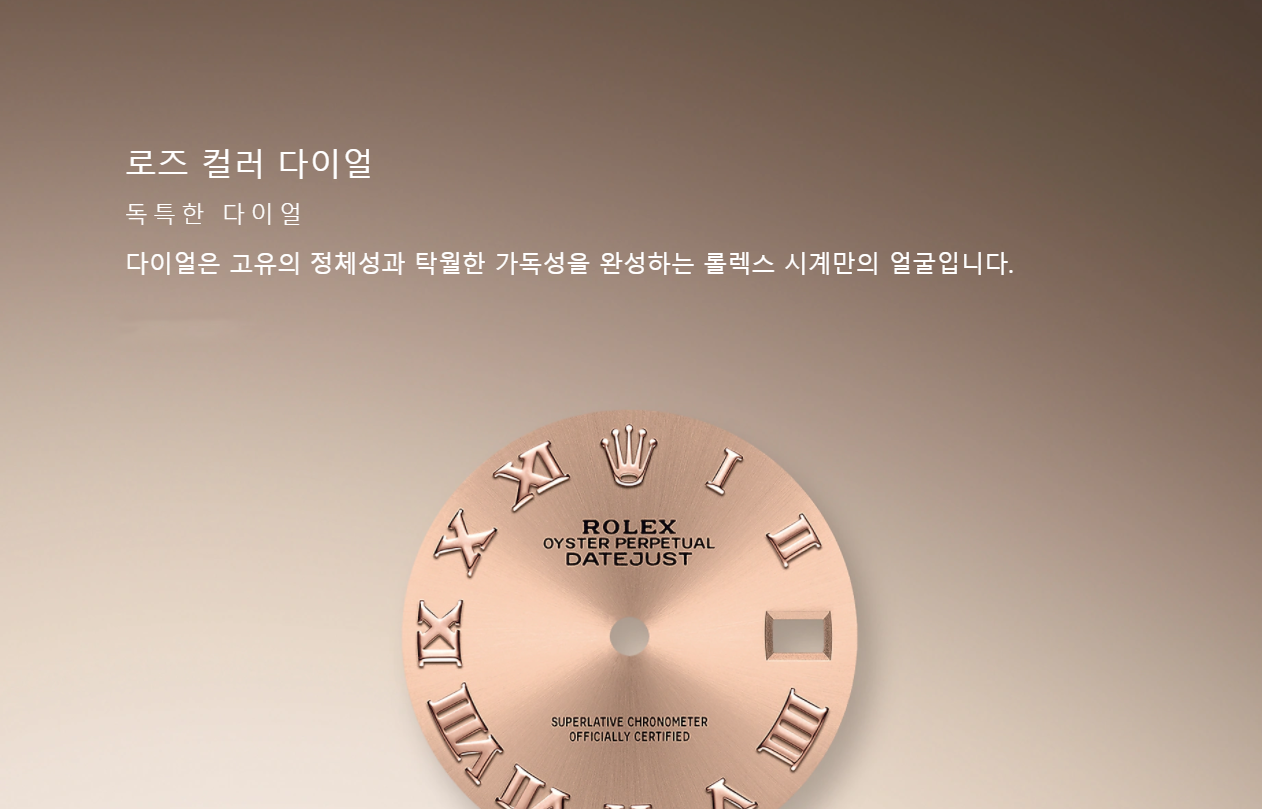 로즈 컬러 다이얼
독특한 다이얼
다이얼은 고유의 정체성과 탁월한 가독성을 완성하는 롤렉스 시계만의 얼굴입니다.
XI I
X II
ROLEX
OYSTER PERPETUAL
DATEJUST
IX
VIII IIII
SUPERLATIVE CHRONOMETER
OFFICIALLY CERTIFIED
VII V